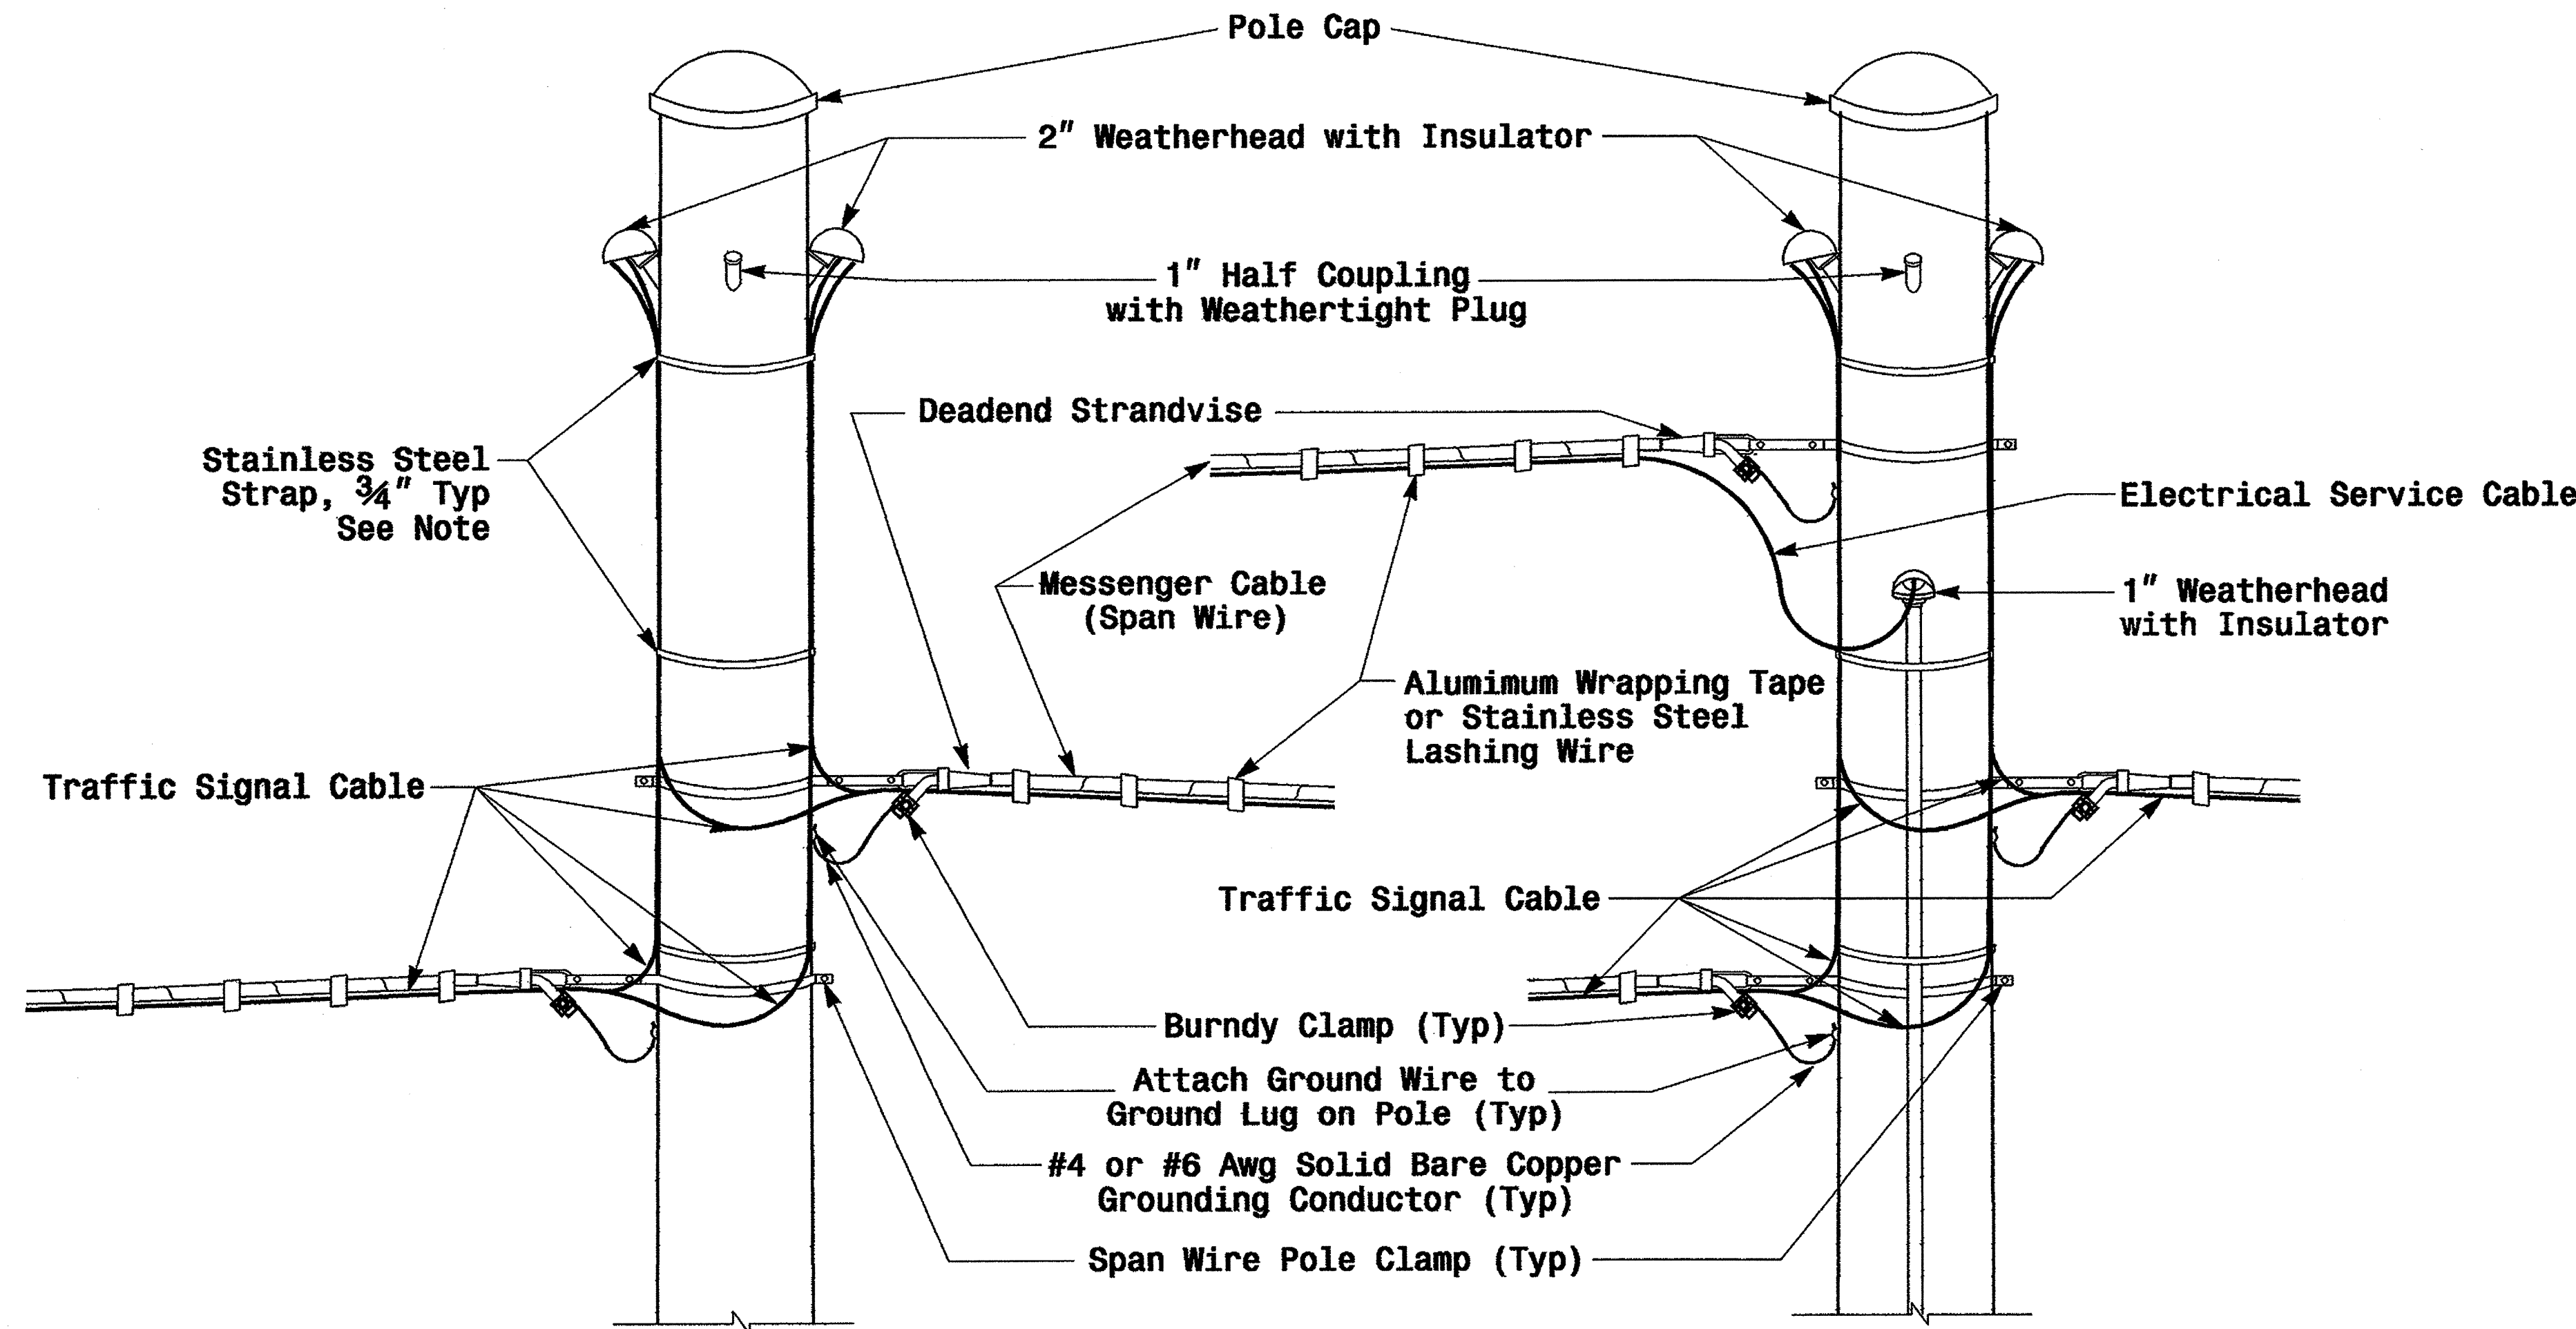 Pole Cap
2" Weatherhead with Insulator
1" Half Coupling
with Weathertight Plug
Deadend Strandvise
Stainless Steel
Strap, ¾" Typ
See Note
Electrical Service Cable
Messenger Cable
(Span Wire)
1" Weatherhead
with Insulator
Alumimum Wrapping Tape
or Stainless Steel
Lashing Wire
Traffic Signal Cable
Traffic Signal Cable
Burndy Clamp (Typ)
Attach Ground Wire to
Ground Lug on Pole (Typ)
#4 or #6 Awg Solid Bare Copper
Grounding Conductor (Typ)
Span Wire Pole Clamp (Typ)